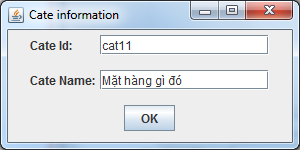 Cate information
Cate Id: cat11
Cate Name: Mặt hàng gì đó
OK